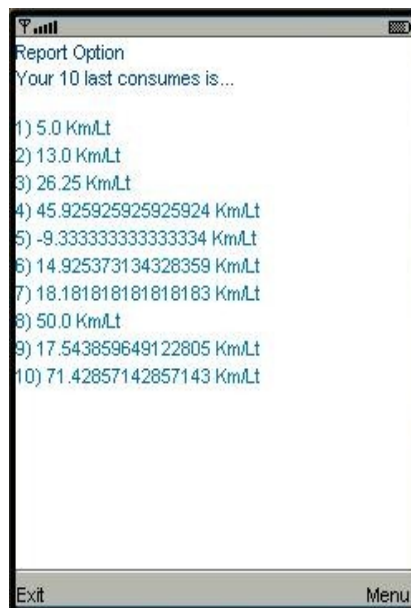 Report Option
Your 10 last consumes is...
1) 5.0 Km/Lt
2) 13.0 Km/Lt
3) 26.25 Km/Lt
4) 45.925925925925924 Km/Lt
5) -9.333333333333334 Km/Lt
6) 14.925373134328359 Km/Lt
7) 18.181818181818183 Km/Lt
8) 50.0 Km/Lt
9) 17.543859649122805 Km/Lt
10) 71.42857142857143 Km/Lt
Exit Menu